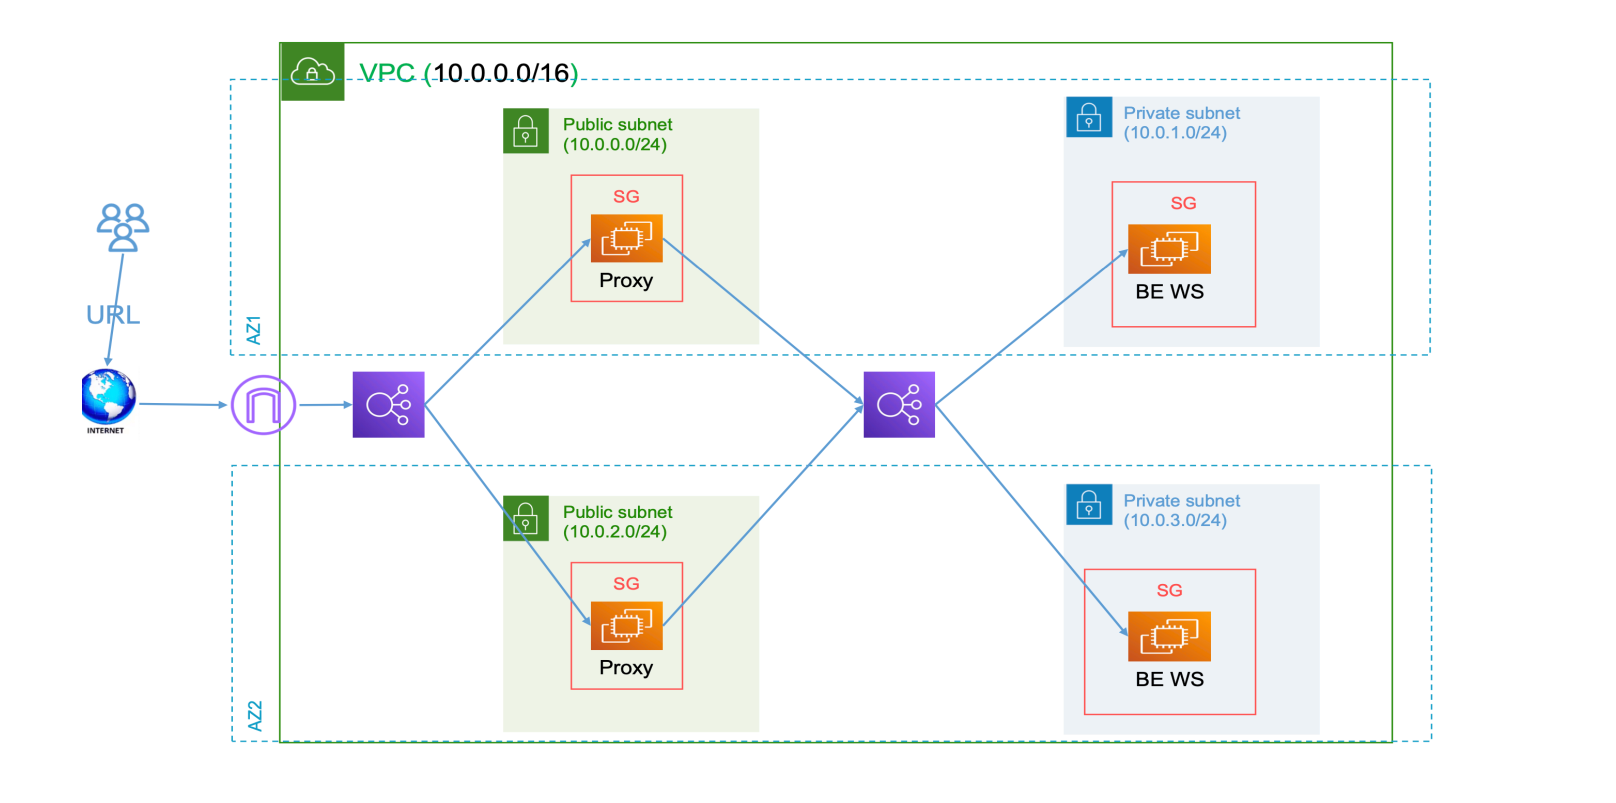 VPC (10.0.0.0/16)
Public subnet
(10.0.0.0/24)
SG
Proxy
Private subnet
(10.0.1.0/24)
SG
BE WS
URL
AZ1
INTERNET
Public subnet
(10.0.2.0/24)
SG
Proxy
Private subnet
(10.0.3.0/24)
SG
BE WS
AZ2